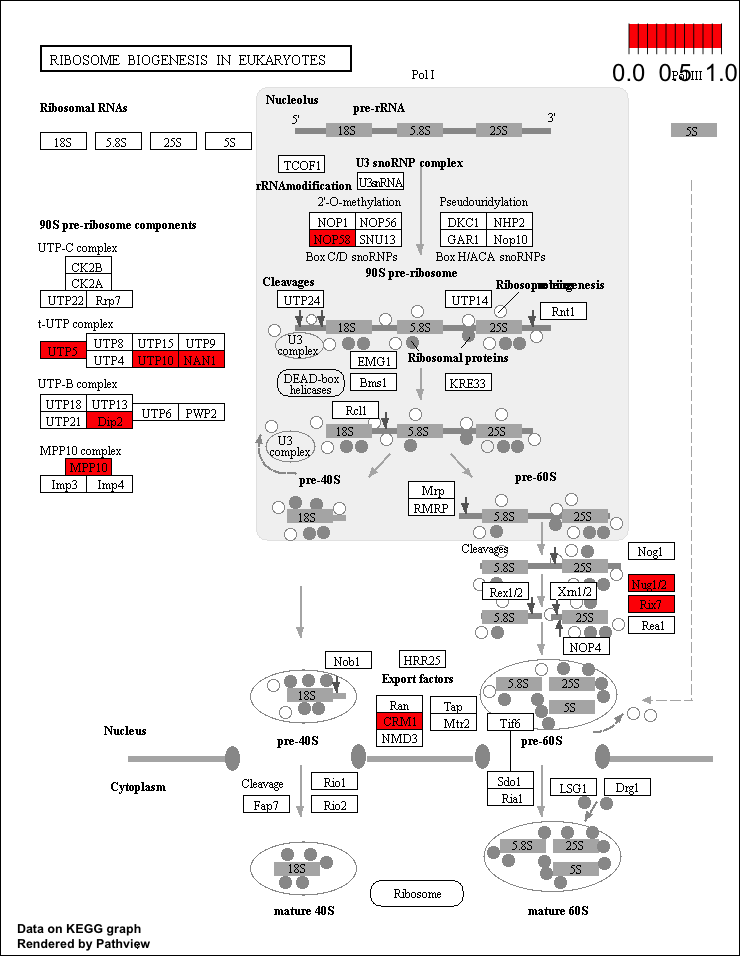 RIBOSOME BIOGENESIS IN EUKARYOTES
0.0 0.5 1.0
Pol I
Pol III
Ribosomal RNAs
18S 5.8S 25S 5S
Nucleolus
pre-rRNA
5' 3'
18S 5.8S 25S
5S
TCOF1
U3 snoRNP complex
U3snRNA
rRNAmodification
2'-O-methylation
Pseudouridylation
NOP1 NOP56
NOP58 SNU13
DKC1 NHP2
GAR1 Nop10
Box C/D snoRNPs
Box H/ACA snoRNPs
90S pre-ribosome components
UTP-C complex
CK2B
CK2A
UTP22 Rrp7
t-UTP complex
UTP5
UTP8 UTP15 UTP9
UTP4 UTP10 NAN1
UTP-B complex
UTP18 UTP13
UTP21 Dip2
UTP6 PWP2
MPP10 complex
MPP10
Imp3 Imp4
90S pre-ribosome
Cleavages
UTP24
UTP14
Rnt1
18S 5.8S 25S
U3
complex
Ribosomal proteins
EMG1
Bms1
KRE33
DEAD-box
helicases
Rcl1
18S 5.8S 25S
U3
complex
pre-40S
pre-60S
18S
Mrp
RMRP
5.8S 25S
Cleavages
5.8S 25S
Nog1
Nug1/2
Rix7
Rea1
Rex1/2
Xrn1/2
5.8S 25S
NOP4
Nob1
HRR25
Export factors
Ran
CRM1
NMD3
Tap
Mtr2
18S
5.8S 25S
5S
Tif6
Nucleus
pre-40S
pre-60S
Cytoplasm
Cleavage
Fap7
Rio1
Rio2
Sdo1
Ria1
LSG1
Drg1
18S
5.8S 25S
5S
Ribosome
mature 40S
mature 60S
Data on KEGG graph
Rendered by Pathview